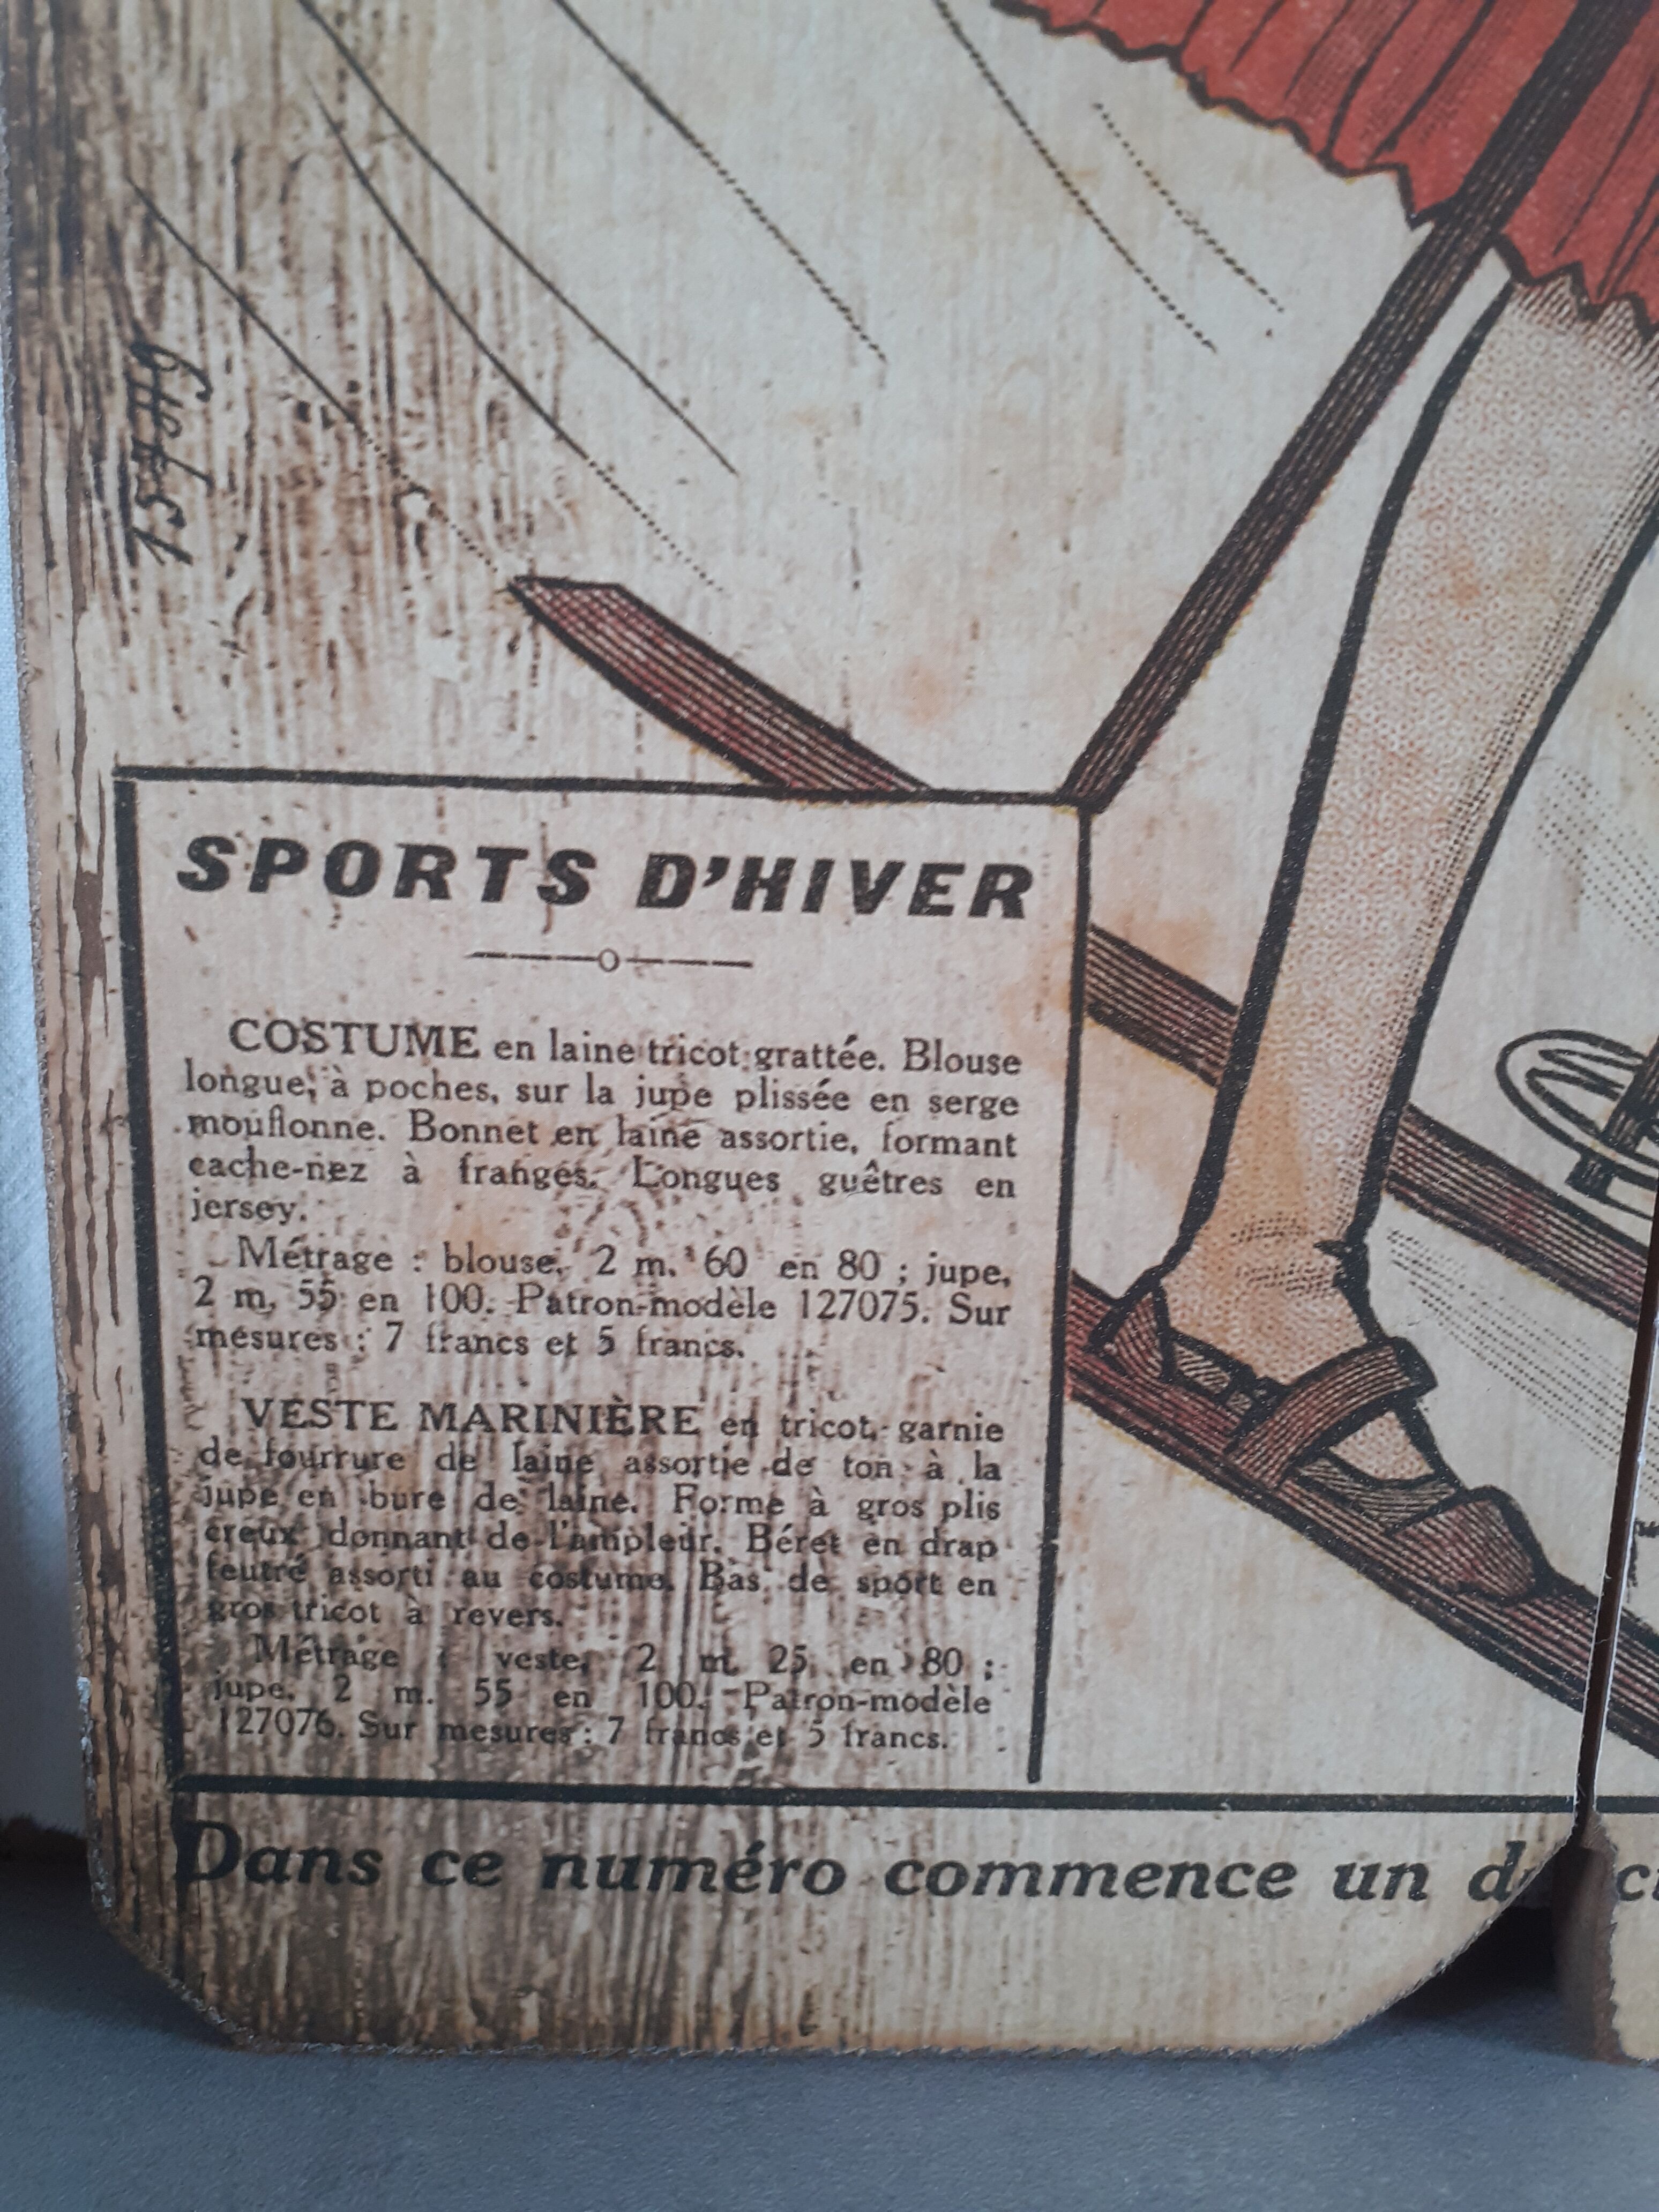 SPORTS D'HIVER
COSTUME en laine tricot grattée. Blouse
longue, à poches, sur la jupe plissée en serge
mouflonne. Bonnet en laine assortie, formant
cache-nez à franges. Longues guêtres en
jersey.
Métrage : blouse, 2 m. 60 en 80 ; jupe,
2 m. 55 en 100. Patron-modèle 127075. Sur
mesures : 7 francs et 5 francs.
VESTE MARINIÈRE en tricot garnie
de fourrure de laine assortie de ton à la
jupe en bure de laine. Forme à gros plis
creux donnant de l'ampleur. Béret en drap
feutré assorti au costume. Bas de sport en
gros tricot à revers.
Métrage : veste, 2 m. 25 en 80 ;
jupe, 2 m. 55 en 100. Patron-modèle
127076. Sur mesures : 7 francs et 5 francs.
Dans ce numéro commence un